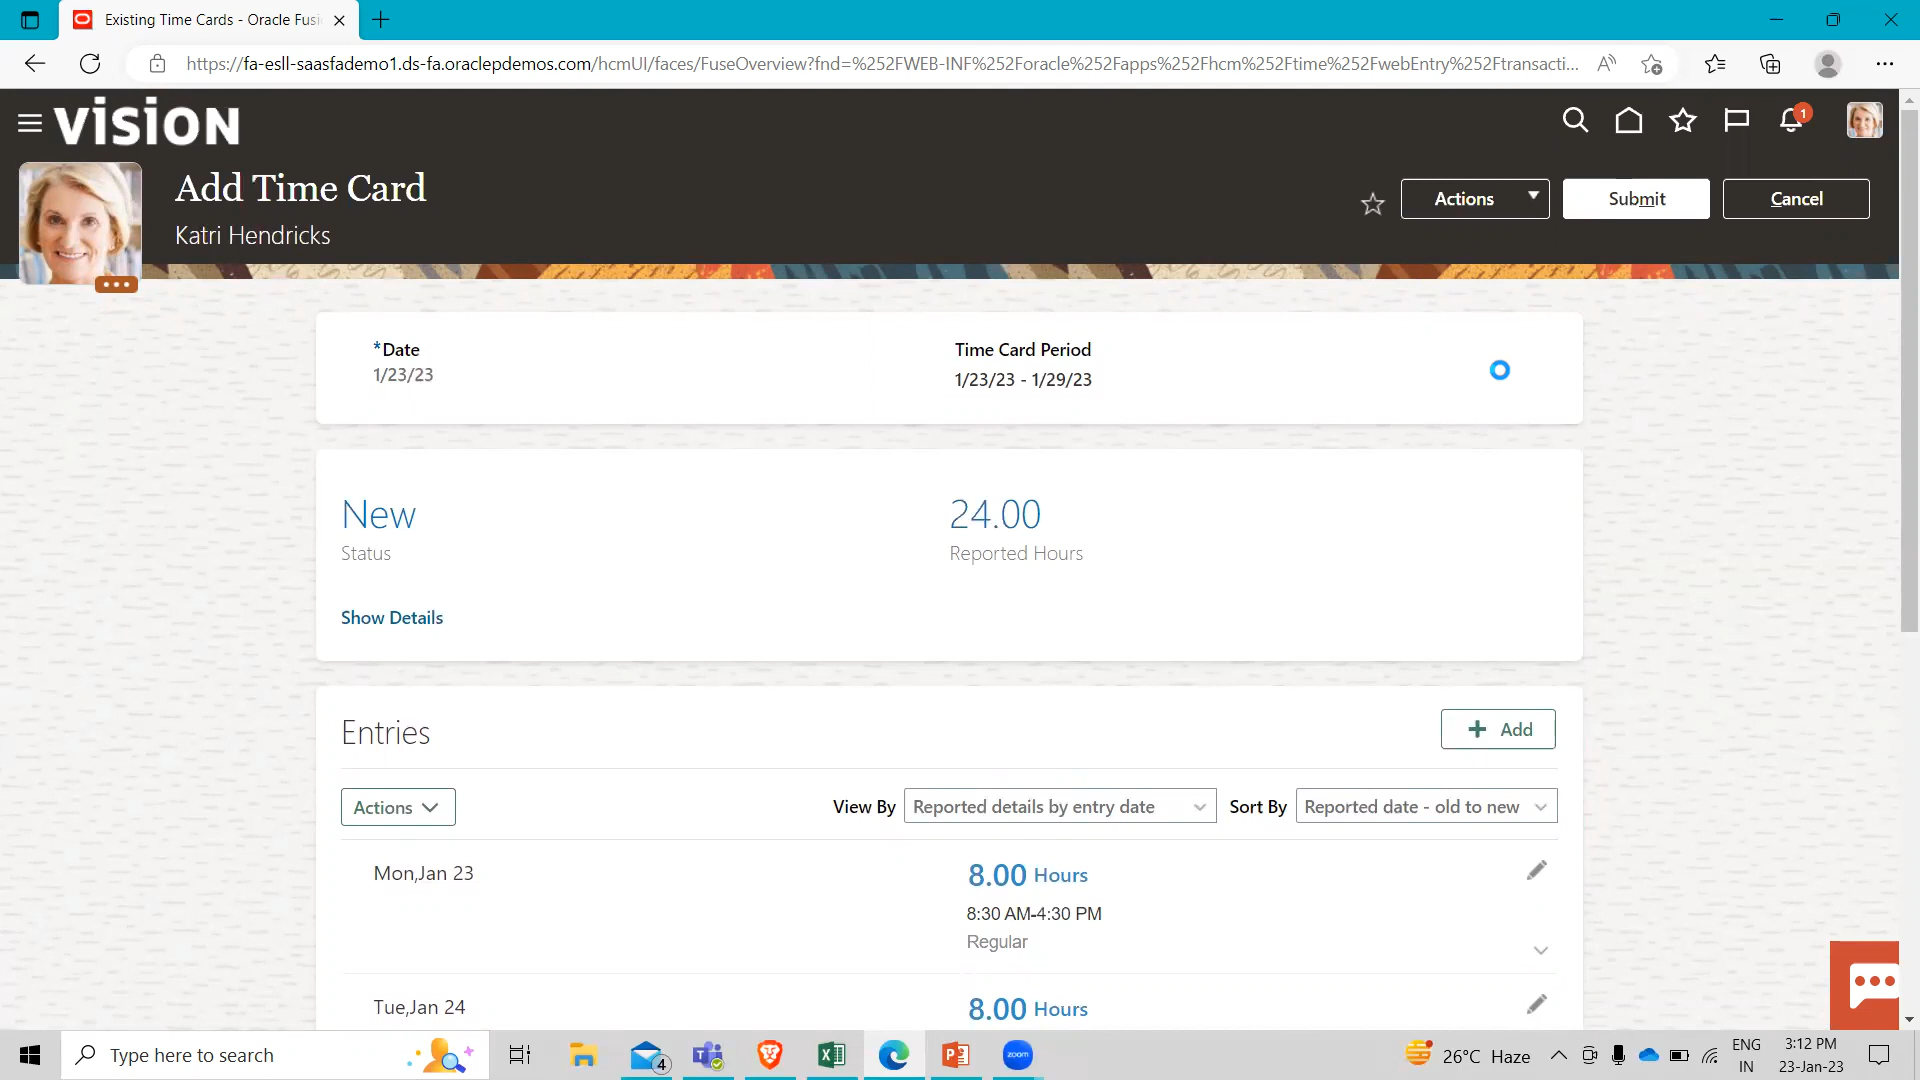 Existing Time Cards - Oracle Fusi
https://fa-esll-saasfademo1.ds-fa.oraclepdemos.com/hcmUI/faces/FuseOverview?fnd=%252FWEB-INF%252Foracle%252Fapps%252Fhcm%252Ftime%252FwebEntry%252Ftransacti...
vision
1
Add Time Card
Katri Hendricks
Actions
Submit
Cancel
*Date
Time Card Period
1/23/23
1/23/23 - 1/29/23
New
24.00
Status
Reported Hours
Show Details
Entries
Add
Actions
View By
Reported details by entry date
Sort By
Reported date - old to new
Mon,Jan 23
8.00 Hours
8:30 AM-4:30 PM
Regular
Tue,Jan 24
8.00 Hours
Type here to search
4
zoom
26°C Haze
ENG
IN
3:12 PM
23-Jan-23